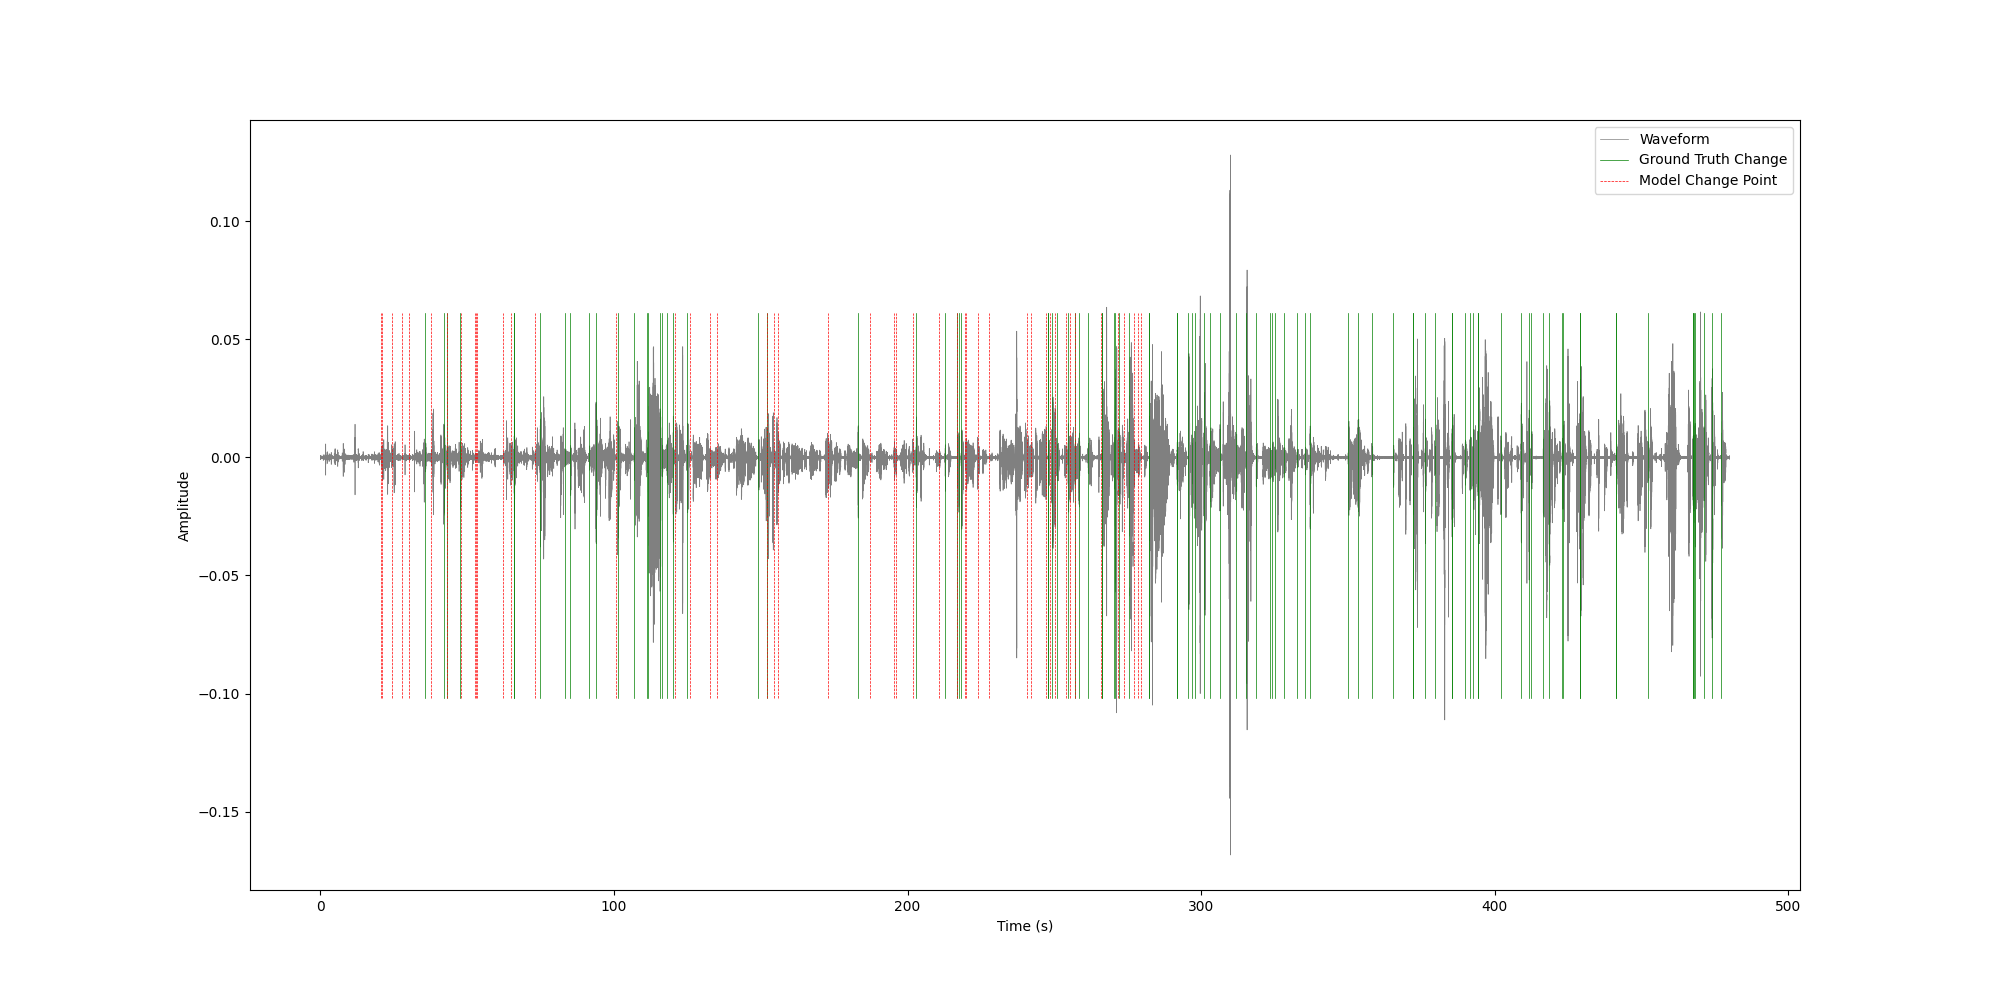 Waveform
Ground Truth Change
Model Change Point
0.10
0.05
0.00
−0.05
−0.10
−0.15
Amplitude
0 100 200 300 400 500
Time (s)